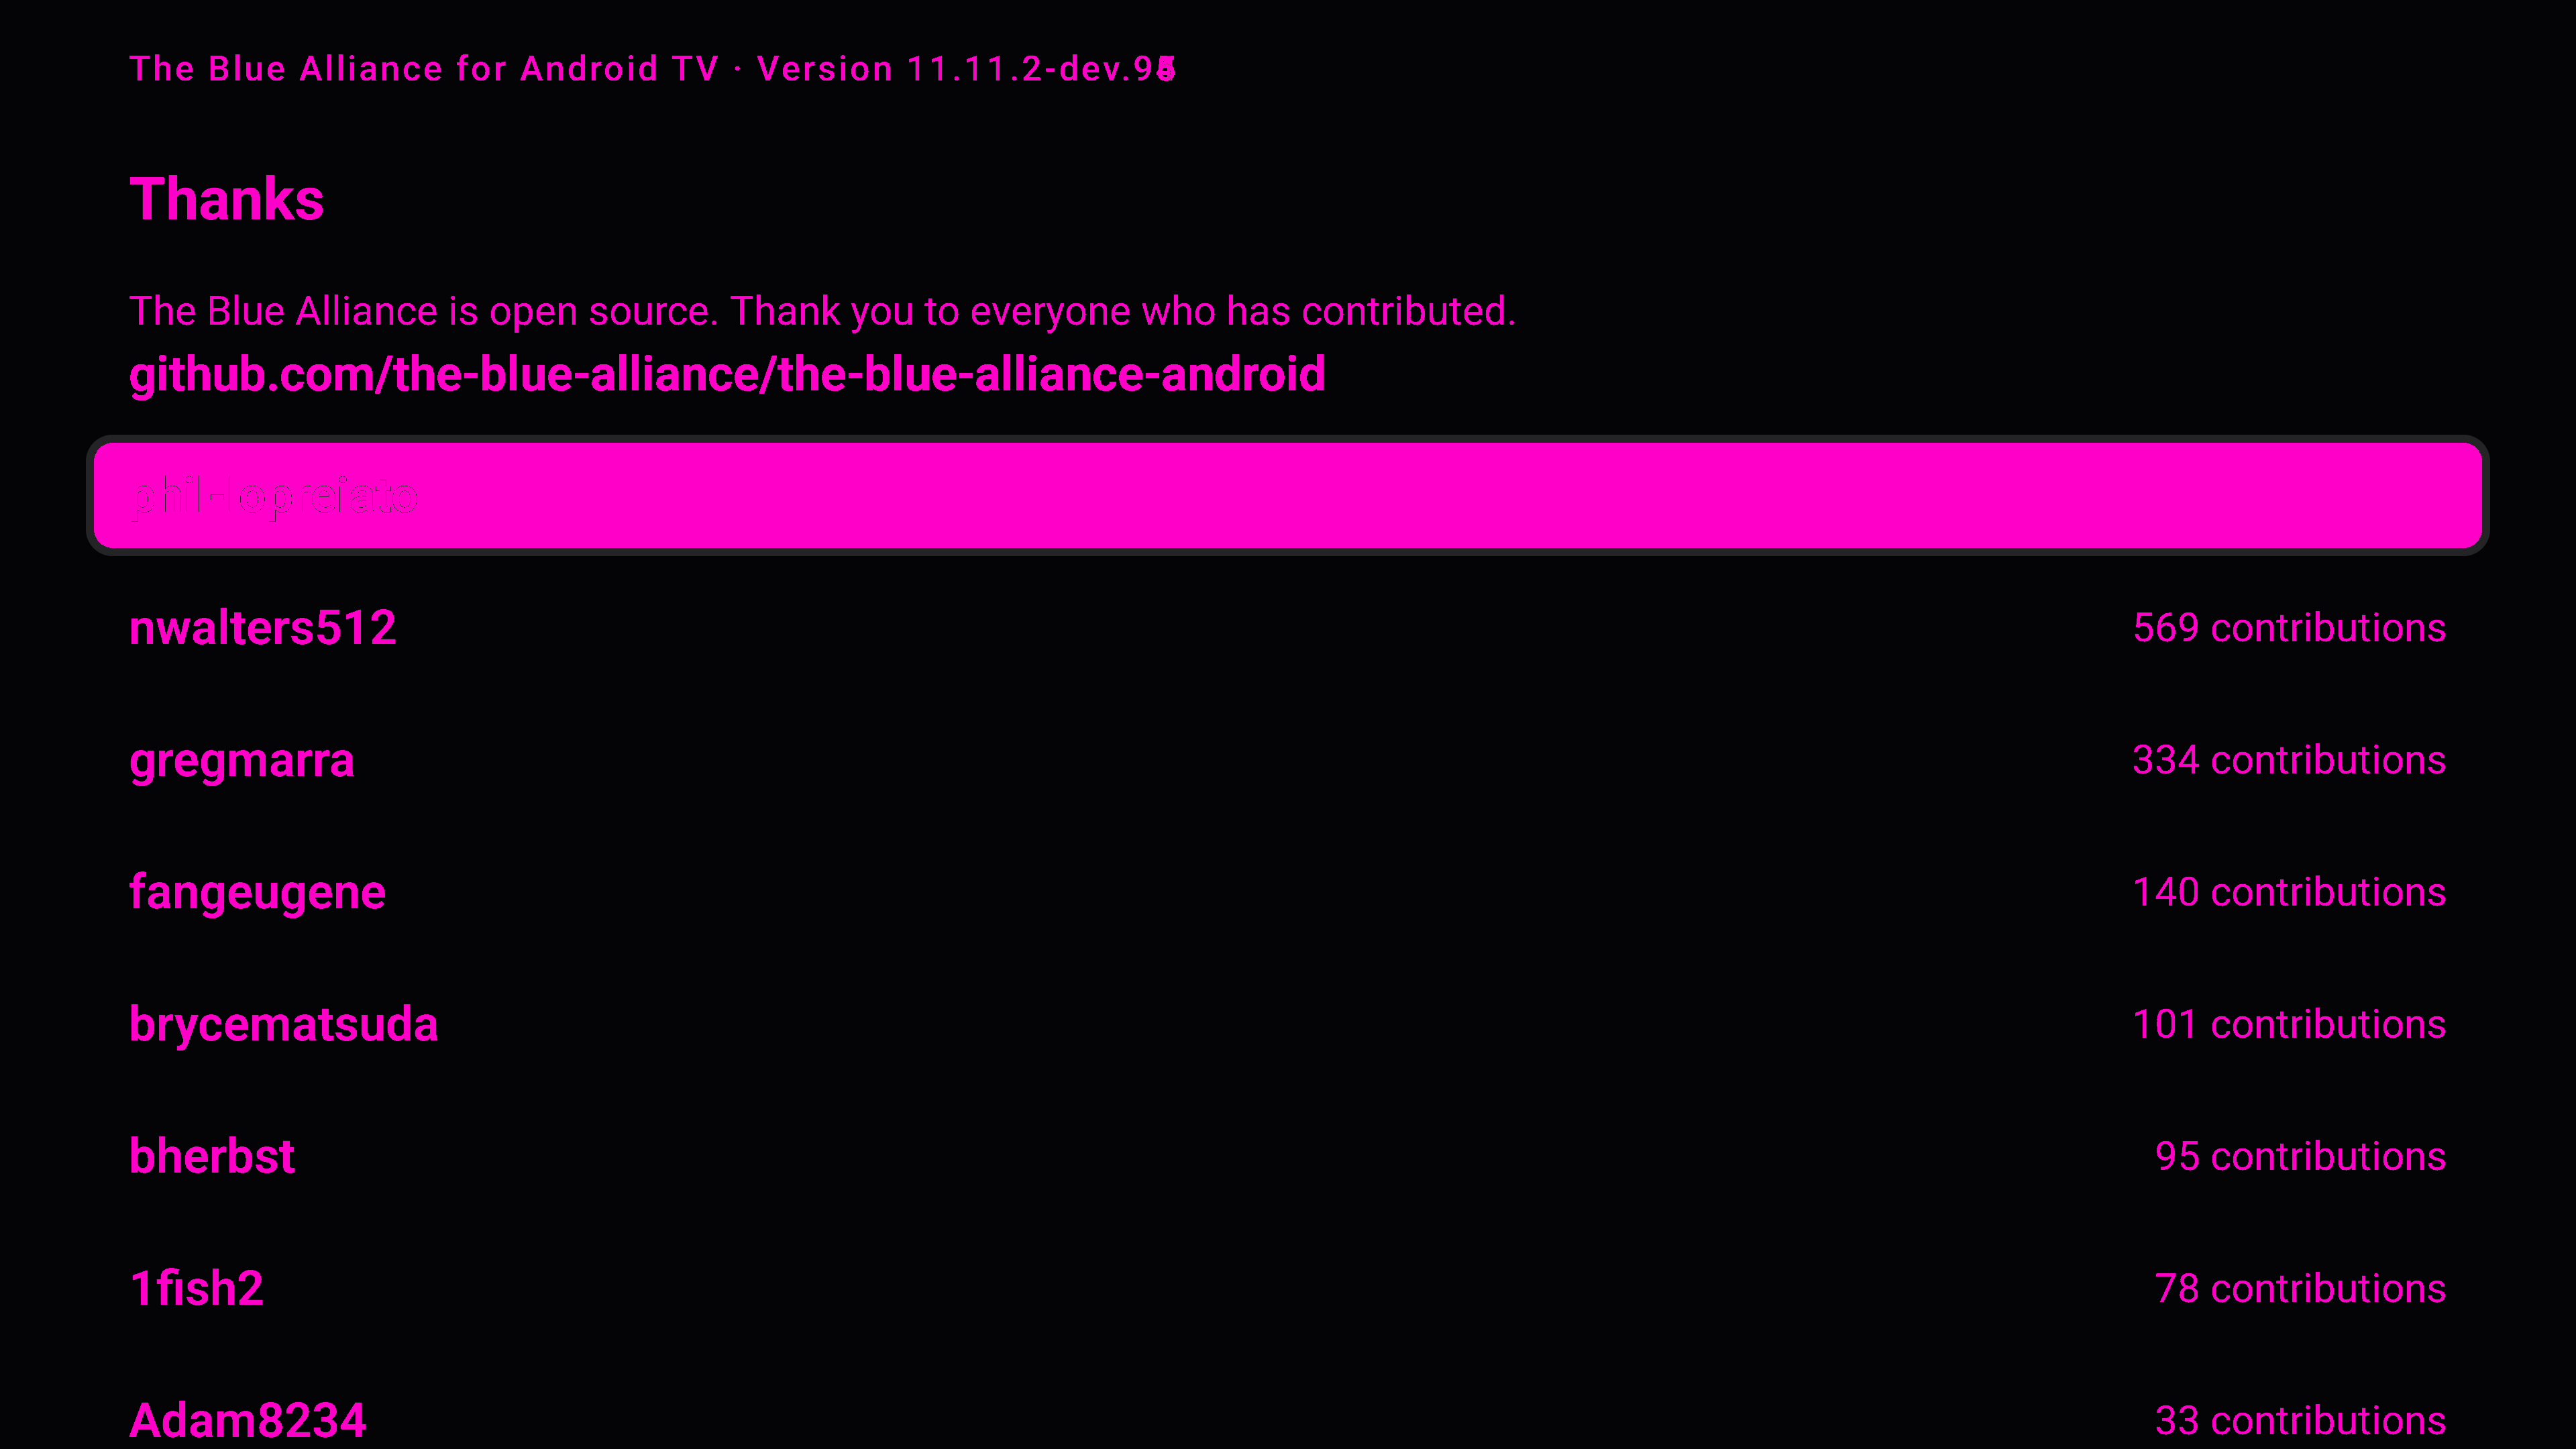 The Blue Alliance for Android TV · Version 11.11.2-dev.
Thanks
The Blue Alliance is open source. Thank you to everyone who has contributed.
github.com/the-blue-alliance/the-blue-alliance-android
phil-lopreiato
nwalters512 569 contributions
gregmarra 334 contributions
fangeugene 140 contributions
brycematsuda 101 contributions
bherbst 95 contributions
1fish2 78 contributions
Adam8234 33 contributions